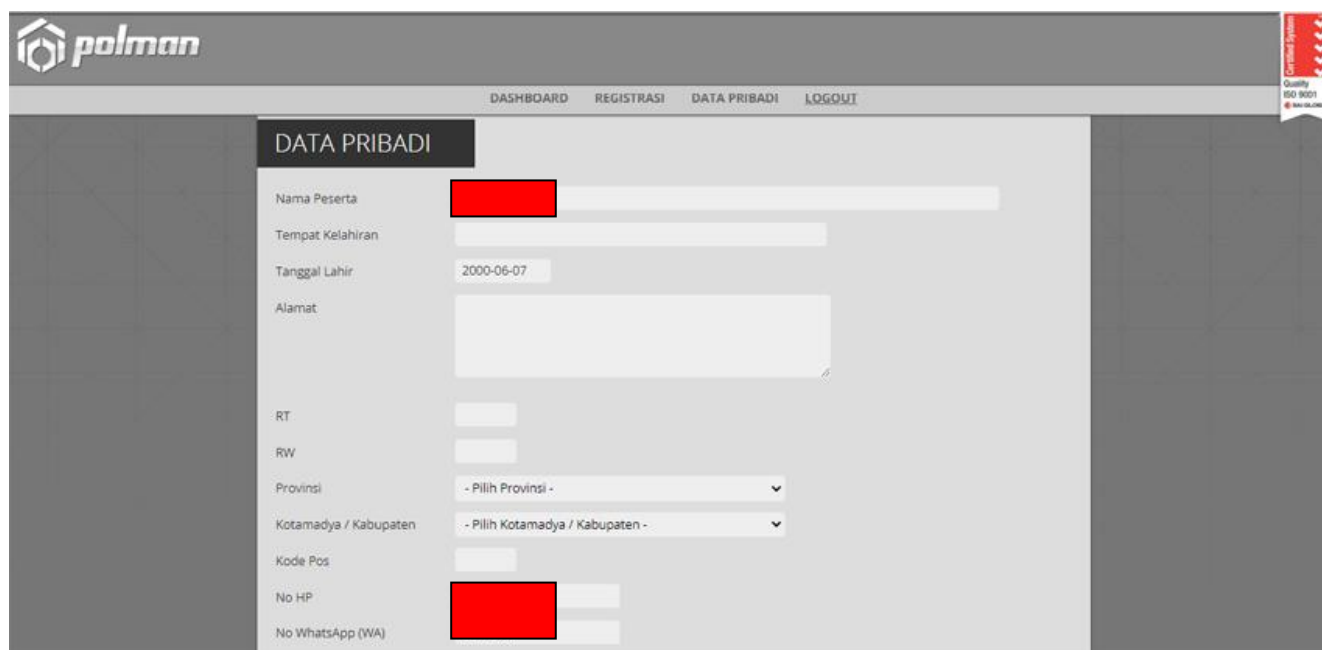 polman
Certified System
Quality
ISO 9001
SAI GLOBAL
DASHBOARD REGISTRASI DATA PRIBADI LOGOUT
DATA PRIBADI
Nama Peserta
Tempat Kelahiran
Tanggal Lahir 2000-06-07
Alamat
RT
RW
Provinsi - Pilih Provinsi -
Kotamadya / Kabupaten - Pilih Kotamadya / Kabupaten -
Kode Pos
No HP
No WhatsApp (WA)